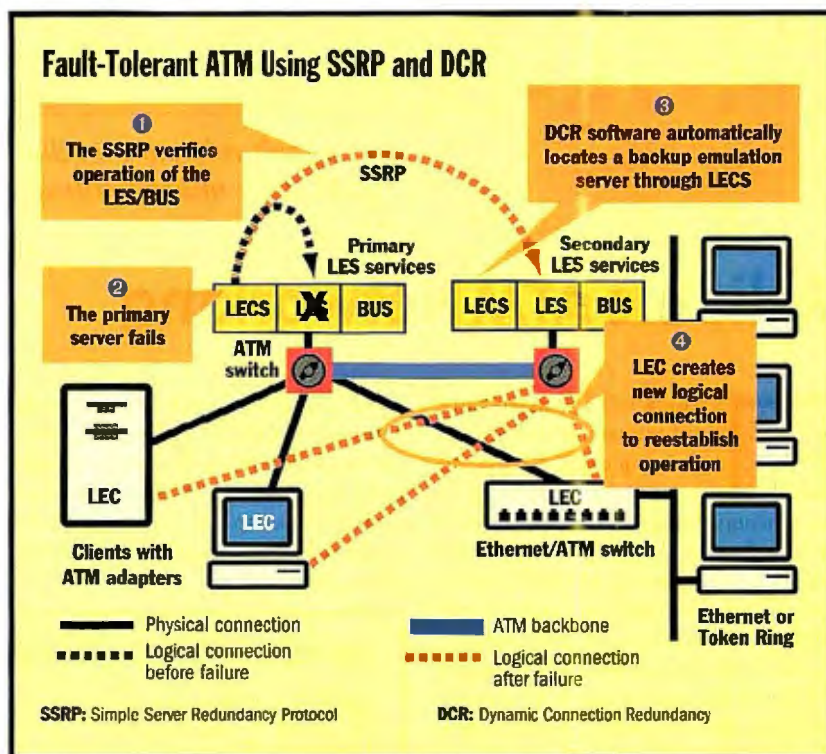 Fault-Tolerant ATM Using SSRP and DCR
1
The SSRP verifies
operation of the
LES/BUS
SSRP
3
DCR software automatically
locates a backup emulation
server through LECS
Primary
LES services
Secondary
LES services
2
The primary
server fails
LECS
BUS
LECS
LES
BUS
ATM
switch
4
LEC creates
new logical
connection
to reestablish
operation
LEC
LEC
LEC
Clients with
ATM adapters
Ethernet/ATM switch
Ethernet or
Token Ring
Physical connection
Logical connection
before failure
ATM backbone
Logical connection
after failure
SSRP: Simple Server Redundancy Protocol
DCR: Dynamic Connection Redundancy